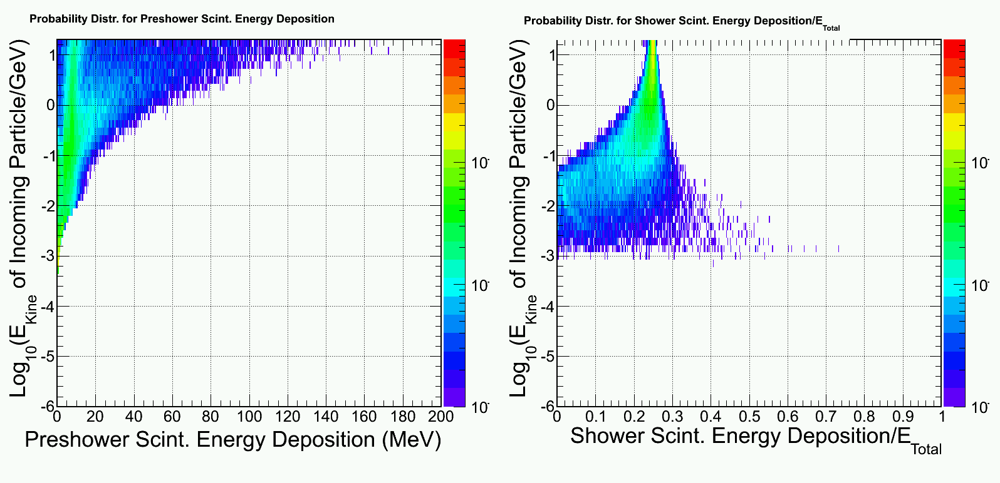 Probability Distr. for Preshower Scint. Energy Deposition
Log10(EKine of Incoming Particle/GeV)
1
0
-1
-2
-3
-4
-5
-6
0 20 40 60 80 100 120 140 160 180 200
Preshower Scint. Energy Deposition (MeV)
10-
10-
10-
Probability Distr. for Shower Scint. Energy Deposition/ETotal
Log10(EKine of Incoming Particle/GeV)
1
0
-1
-2
-3
-4
-5
-6
0 0.1 0.2 0.3 0.4 0.5 0.6 0.7 0.8 0.9 1
Shower Scint. Energy Deposition/ETotal
10-
10-
10-